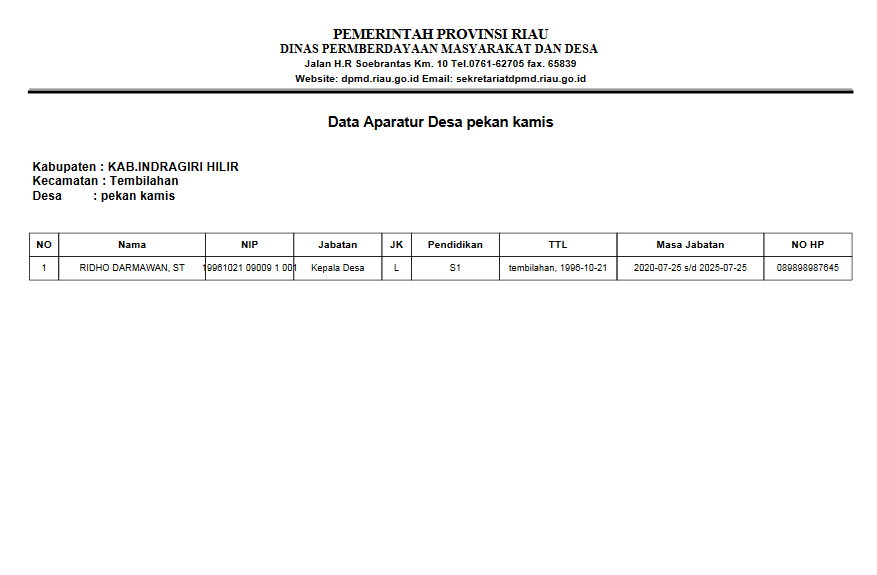 PEMERINTAH PROVINSI RIAU
DINAS PERMBERDAYAAN MASYARAKAT DAN DESA
Jalan H.R Soebrantas Km. 10 Tel.0761-62705 fax. 65839
Website: dpmd.riau.go.id Email: sekretariatdpmd.riau.go.id
Data Aparatur Desa pekan kamis
Kabupaten : KAB.INDRAGIRI HILIR
Kecamatan : Tembilahan
Desa : pekan kamis
NO Nama NIP Jabatan JK Pendidikan TTL Masa Jabatan NO HP
1 RIDHO DARMAWAN, ST 19961021 09009 1 001 Kepala Desa L S1 tembilahan, 1996-10-21 2020-07-25 s/d 2025-07-25 089898987645